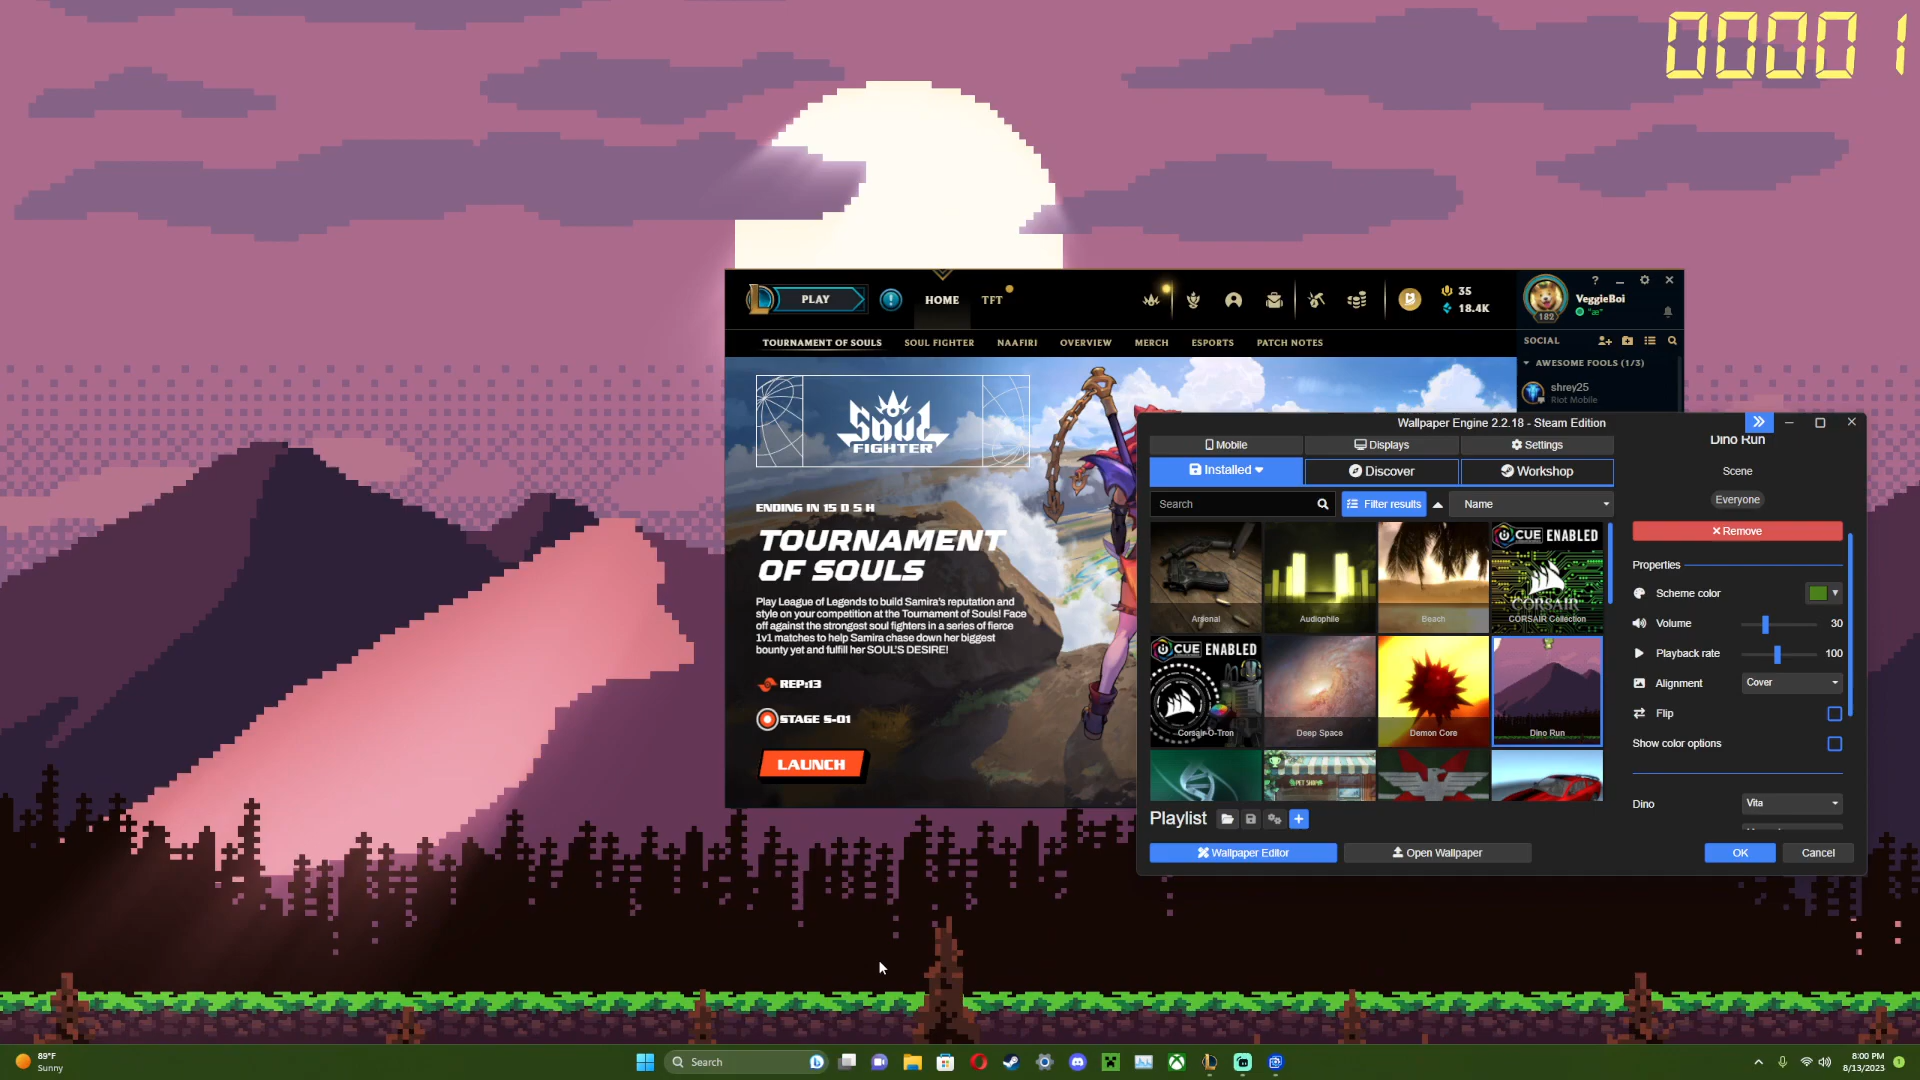 00001
PLAY
HOME
TFT
35
18.4K
?
182
VeggieBoi
"æ"
TOURNAMENT OF SOULS
SOUL FIGHTER
NAAFIRI
OVERVIEW
MERCH
ESPORTS
PATCH NOTES
SOCIAL
AWESOME FOOLS (1/3)
shrey25
Riot Mobile
Soul
FIGHTER
ENDING IN 15 D 5 H
TOURNAMENT
OF SOULS
Play League of Legends to build Samira's reputation and
style on your competition at the Tournament of Souls! Face
off against the strongest soul fighters in a series of fierce
1v1 matches to help Samira chase down her biggest
bounty yet and fulfill her SOUL'S DESIRE!
REP:13
STAGE S-01
LAUNCH
Wallpaper Engine 2.2.18 - Steam Edition
Mobile
Displays
Settings
Installed
Discover
Workshop
Search
Filter results
Name
Arsenal
Audiophile
Beach
iCUE ENABLED
CORSAIR
CORSAIR Collection
iCUE ENABLED
Corsair-O-Tron
Deep Space
Demon Core
Dino Run
PET SHOP
Playlist
Wallpaper Editor
Open Wallpaper
Dino Run
Scene
Everyone
Remove
Properties
Scheme color
Volume
30
Playback rate
100
Alignment
Cover
Flip
Show color options
Dino
Vita
OK
Cancel
89°F
Sunny
Search
8:00 PM
8/13/2023
1